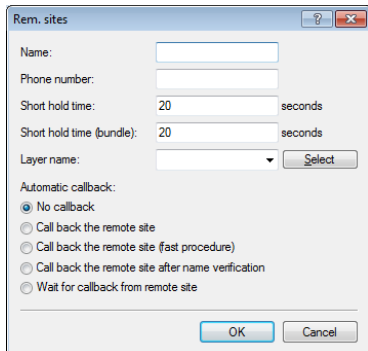 Rem. sites
Name:
Phone number:
Short hold time: 20 seconds
Short hold time (bundle): 20 seconds
Layer name: Select
Automatic callback:
No callback
Call back the remote site
Call back the remote site (fast procedure)
Call back the remote site after name verification
Wait for callback from remote site
OK Cancel